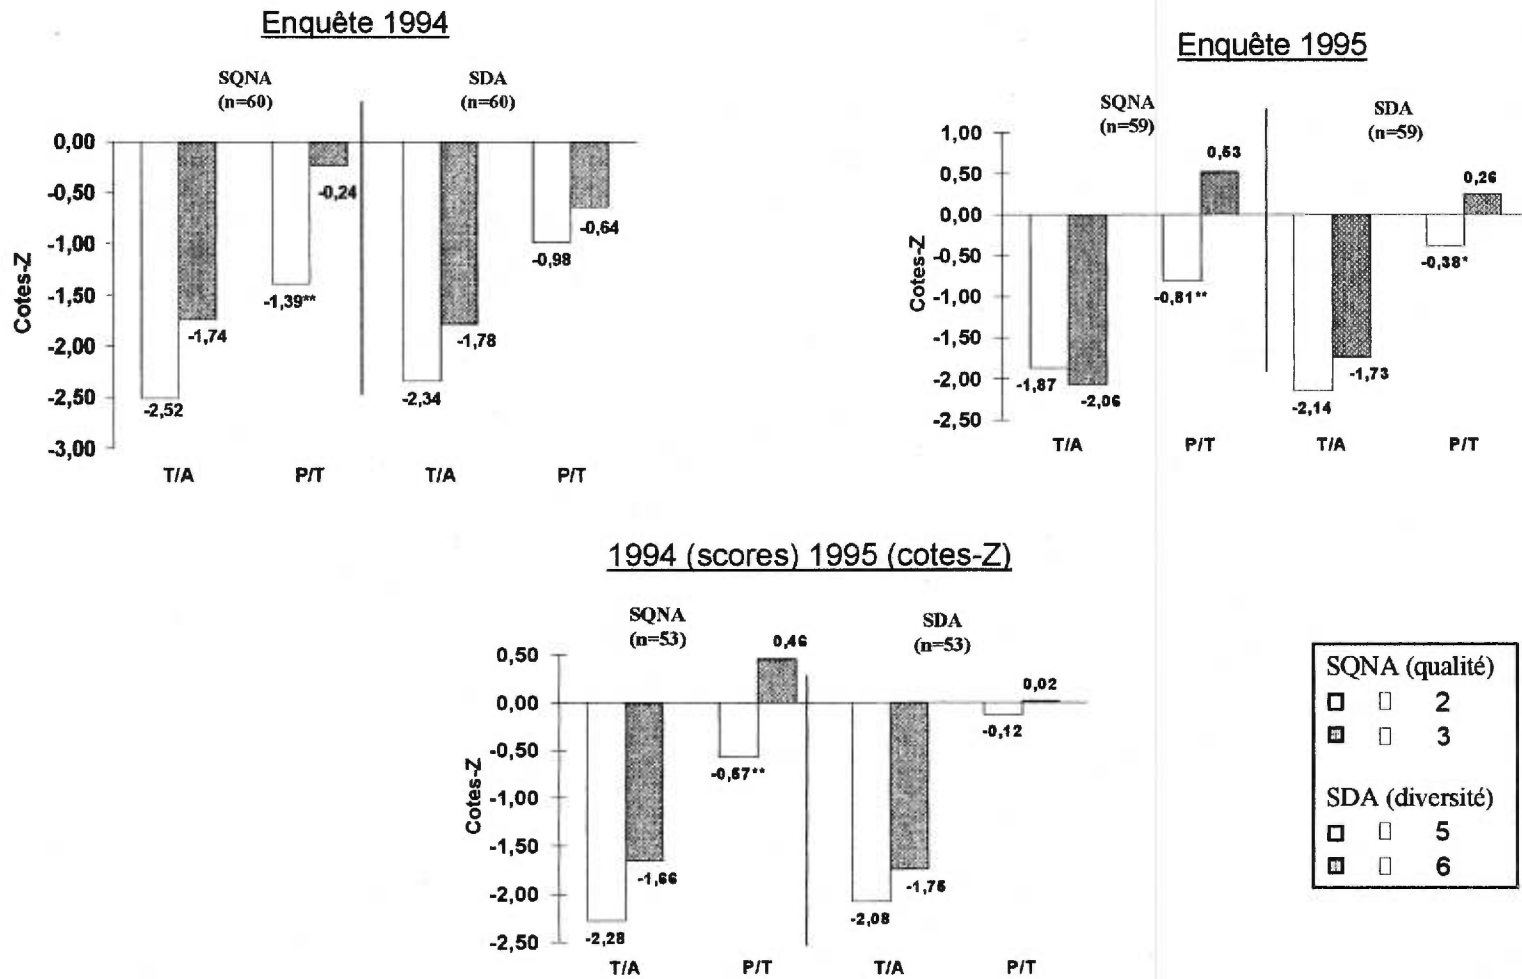 Enquête 1994
SQNA
(n=60)
SDA
(n=60)
Cotes-Z
0,00
-0,50
-1,00
-1,50
-2,00
-2,50
-3,00
-2,52
-1,74
-1,39**
-0,24
-2,34
-1,78
-0,98
-0,64
T/A
P/T
T/A
P/T
Enquête 1995
SQNA
(n=59)
SDA
(n=59)
Cotes-Z
1,00
0,50
0,00
-0,50
-1,00
-1,50
-2,00
-2,50
-1,87
-2,06
-0,81**
0,53
-2,14
-1,73
-0,38*
0,26
T/A
P/T
T/A
P/T
1994 (scores) 1995 (cotes-Z)
SQNA
(n=53)
SDA
(n=53)
Cotes-Z
0,50
0,00
-0,50
-1,00
-1,50
-2,00
-2,50
-2,28
-1,66
-0,57**
0,46
-2,08
-1,75
-0,12
0,02
T/A
P/T
T/A
P/T
SQNA (qualité)
2
3
SDA (diversité)
5
6